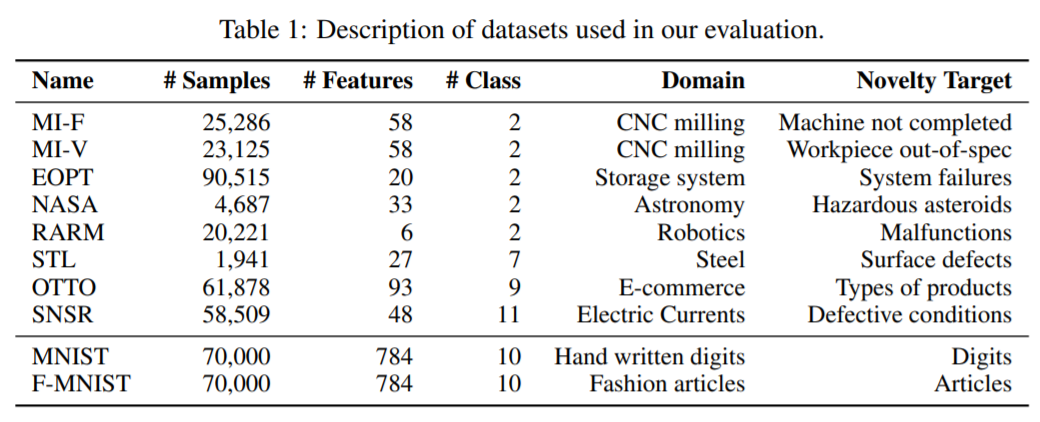 Table 1: Description of datasets used in our evaluation.
Name # Samples # Features # Class Domain Novelty Target
MI-F 25,286 58 2 CNC milling Machine not completed
MI-V 23,125 58 2 CNC milling Workpiece out-of-spec
EOPT 90,515 20 2 Storage system System failures
NASA 4,687 33 2 Astronomy Hazardous asteroids
RARM 20,221 6 2 Robotics Malfunctions
STL 1,941 27 7 Steel Surface defects
OTTO 61,878 93 9 E-commerce Types of products
SNSR 58,509 48 11 Electric Currents Defective conditions
MNIST 70,000 784 10 Hand written digits Digits
F-MNIST 70,000 784 10 Fashion articles Articles